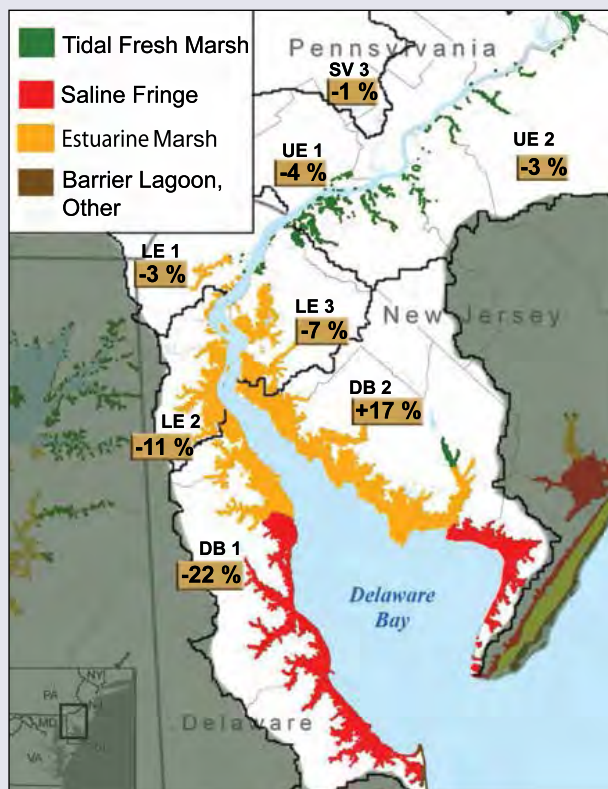 Tidal Fresh Marsh
Saline Fringe
Estuarine Marsh
Barrier Lagoon,
Other
Pennsylvania
SV 3
-1 %
UE 1
-4 %
UE 2
-3 %
LE 1
-3 %
LE 3
-7 %
New Jersey
DB 2
+17 %
LE 2
-11 %
DB 1
-22 %
Delaware
Bay
Delaware
NY
PA
MD
VA